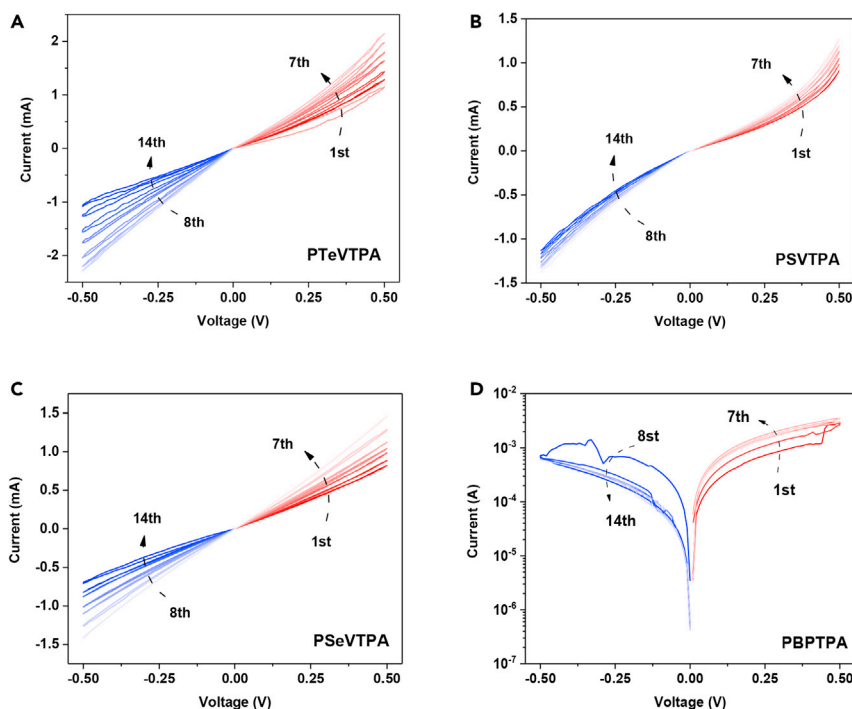 A
2
1
0
-1
-2
Current (mA)
7th
1st
14th
8th
PTeVTPA
-0.50 -0.25 0.00 0.25 0.50
Voltage (V)
B
1.5
1.0
0.5
0.0
-0.5
-1.0
-1.5
Current (mA)
7th
1st
14th
8th
PSVTPA
-0.50 -0.25 0.00 0.25 0.50
Voltage (V)
C
1.5
1.0
0.5
0.0
-0.5
-1.0
-1.5
Current (mA)
7th
1st
14th
8th
PSeVTPA
-0.50 -0.25 0.00 0.25 0.50
Voltage (V)
D
10⁻²
10⁻³
10⁻⁴
10⁻⁵
10⁻⁶
10⁻⁷
Current (A)
8st
7th
1st
14th
PBPTPA
-0.50 -0.25 0.00 0.25 0.50
Voltage (V)